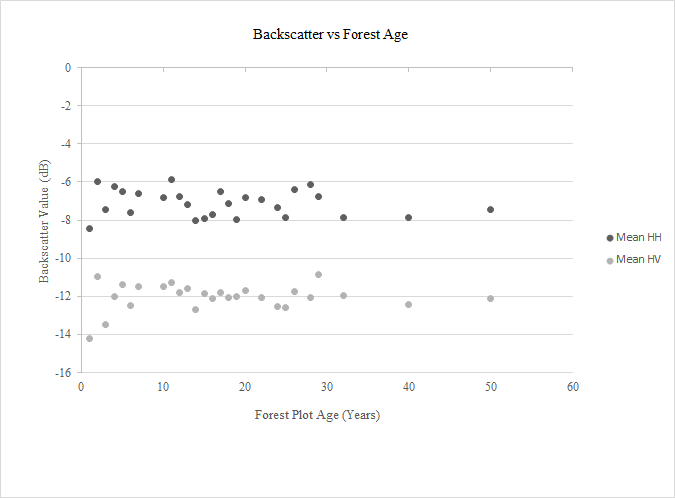 Backscatter vs Forest Age
0
-2
-4
-6
-8
-10
-12
-14
-16
0 10 20 30 40 50 60
Backscatter Value (dB)
Forest Plot Age (Years)
Mean HH
Mean HV